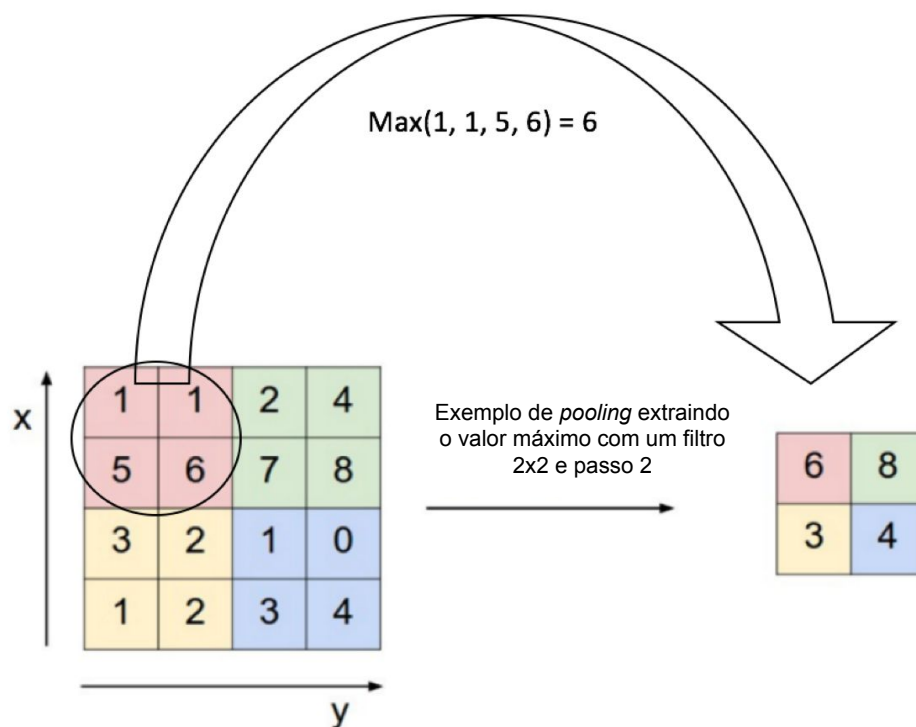 Max(1, 1, 5, 6) = 6
x
1 1 2 4
5 6 7 8
3 2 1 0
1 2 3 4
y
Exemplo de pooling extraindo
o valor máximo com um filtro
2x2 e passo 2
6 8
3 4